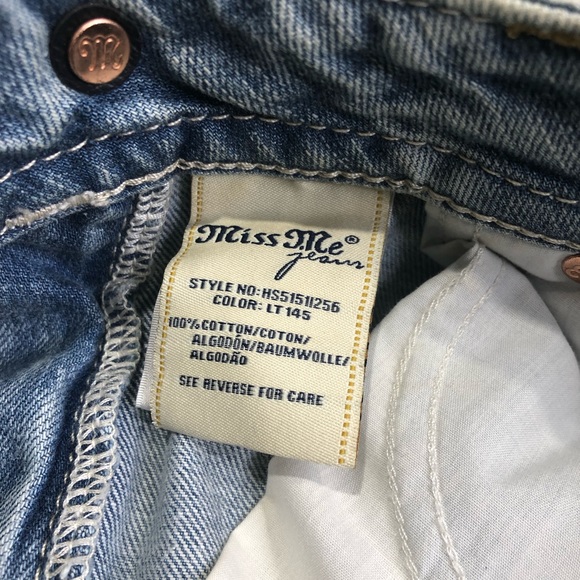 Miss Me®
jeans
STYLE NO: HS5151I256
COLOR: LT 145
100% COTTON/COTON/
ALGODÓN/BAUMWOLLE/
ALGODÃO
SEE REVERSE FOR CARE